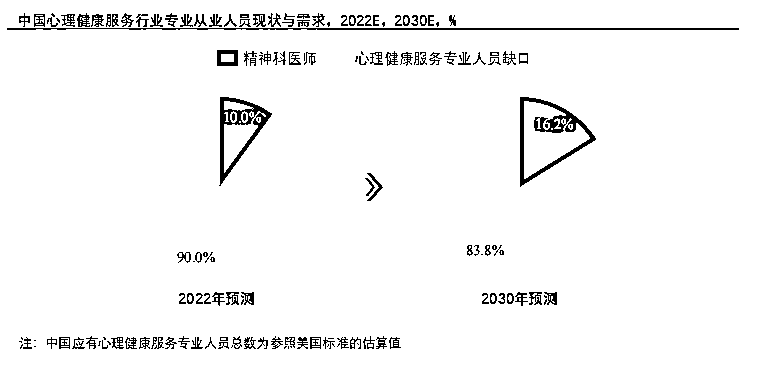 中国心理健康服务行业专业从业人员现状与需求，2022E，2030E，%
精神科医师 心理健康服务专业人员缺口
10.0% 16.2%
90.0% 83.8%
2022年预测 2030年预测
注：中国应有心理健康服务专业人员总数为参照美国标准的估算值